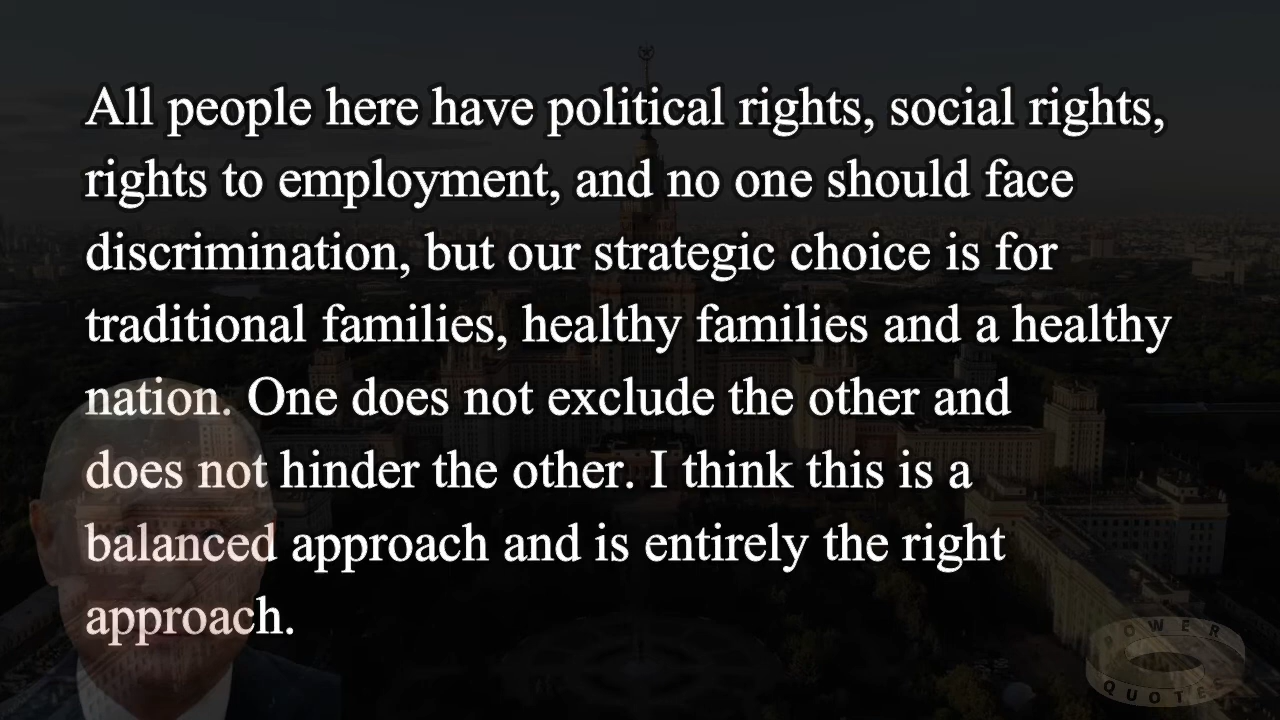 All people here have political rights, social rights,
rights to employment, and no one should face
discrimination, but our strategic choice is for
traditional families, healthy families and a healthy
nation. One does not exclude the other and
does not hinder the other. I think this is a
balanced approach and is entirely the right
approach.
POWER
QUOTES